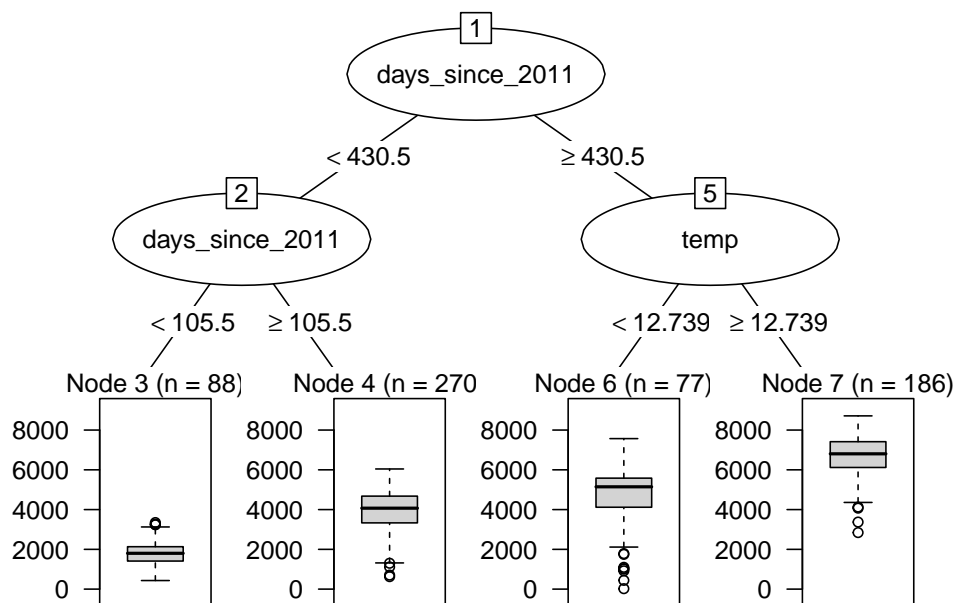 1
days_since_2011
< 430.5 ≥ 430.5
2 5
days_since_2011 temp
< 105.5 ≥ 105.5 < 12.739 ≥ 12.739
Node 3 (n = 88) Node 4 (n = 270 Node 6 (n = 77) Node 7 (n = 186)
8000 8000 8000 8000
6000 6000 6000 6000
4000 4000 4000 4000
2000 2000 2000 2000
0 0 0 0